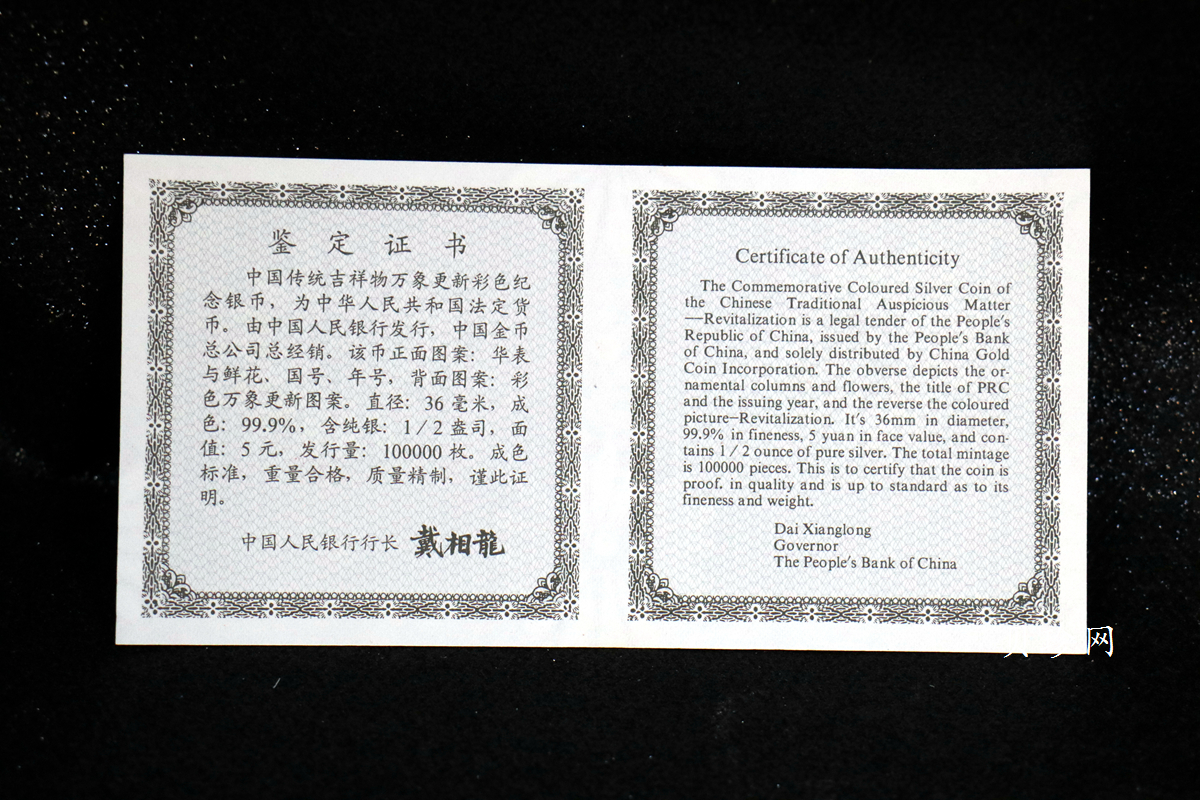 鉴定证书
中国传统吉祥物万象更新彩色纪
念银币，为中华人民共和国法定货
币。由中国人民银行发行，中国金币
总公司总经销。该币正面图案：华表
与鲜花、国号、年号，背面图案：彩
色万象更新图案。直径：36毫米，成
色：99.9%，含纯银：1/2盎司，面
值：5元，发行量：100000枚。成色
标准，重量合格，质量精制，谨此证
明。
中国人民银行行长 戴相龍
Certificate of Authenticity
The Commemorative Coloured Silver Coin of
the Chinese Traditional Auspicious Matter
—Revitalization is a legal tender of the People's
Republic of China, issued by the People's Bank
of China, and solely distributed by China Gold
Coin Incorporation. The obverse depicts the or-
namental columns and flowers, the title of PRC
and the issuing year, and the reverse the coloured
picture—Revitalization. It's 36mm in diameter,
99.9% in fineness, 5 yuan in face value, and con-
tains 1/2 ounce of pure silver. The total mintage
is 100000 pieces. This is to certify that the coin is
proof. in quality and is up to standard as to its
fineness and weight.
Dai Xianglong
Governor
The People's Bank of China
网